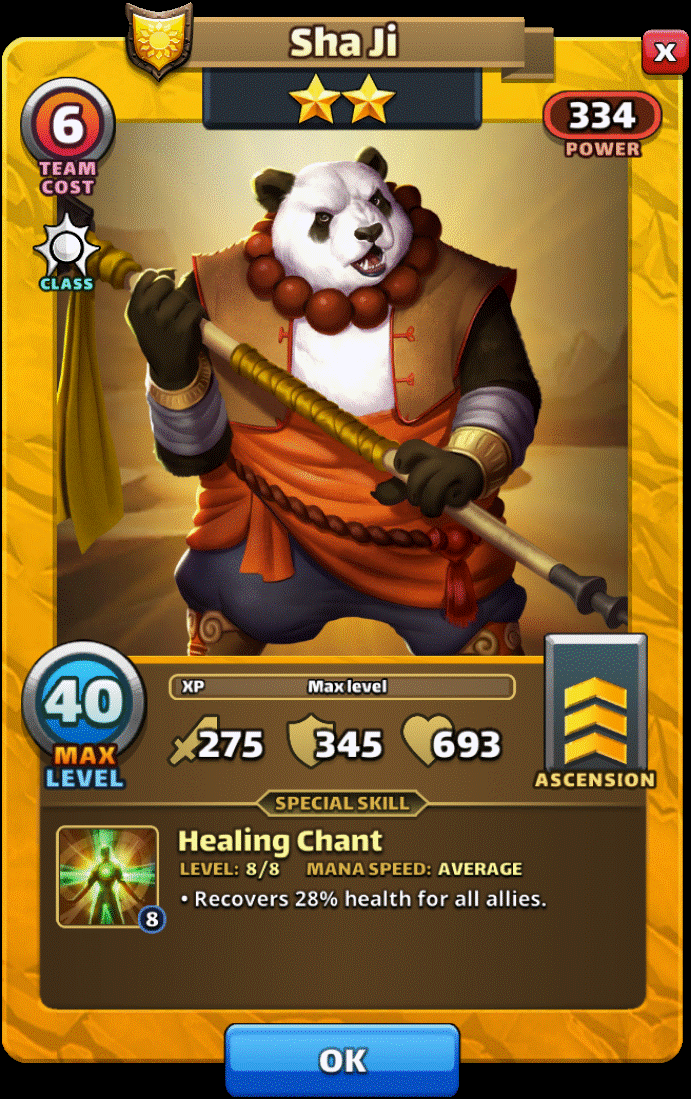 Sha Ji
X
6
TEAM
COST
334
POWER
CLASS
40
MAX
LEVEL
XP Max level
275 345 693
ASCENSION
SPECIAL SKILL
Healing Chant
LEVEL: 8/8 MANA SPEED: AVERAGE
8
• Recovers 28% health for all allies.
OK